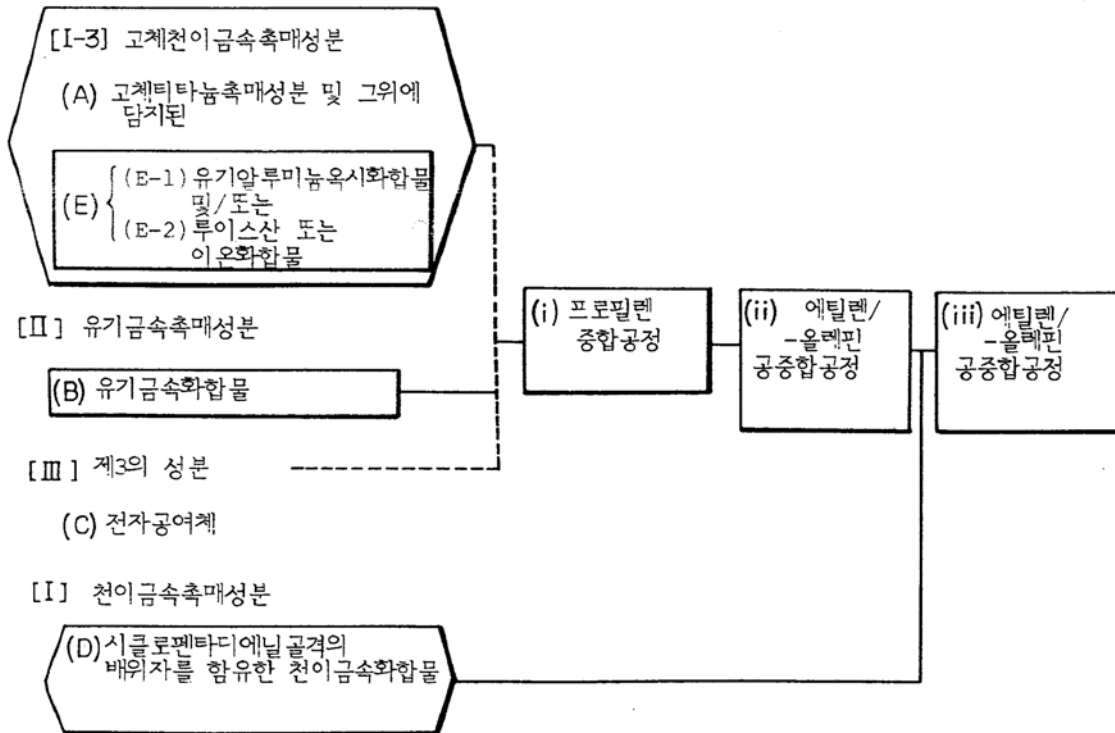 [I-3] 고체천이금속촉매성분
(A) 고체티타늄촉매성분 및 그위에
담지된
(E)
(E-1) 유기알루미늄옥시화합물
및/또는
(E-2) 루이스산 또는
이온화합물
[II] 유기금속촉매성분
(B) 유기금속화합물
[III] 제3의 성분
(C) 전자공여체
[I] 천이금속촉매성분
(D) 시클로펜타디에닐골격의
배위자를 함유한 천이금속화합물
(i) 프로필렌
중합공정
(ii) 에틸렌/
-올레핀
공중합공정
(iii) 에틸렌/
-올레핀
공중합공정